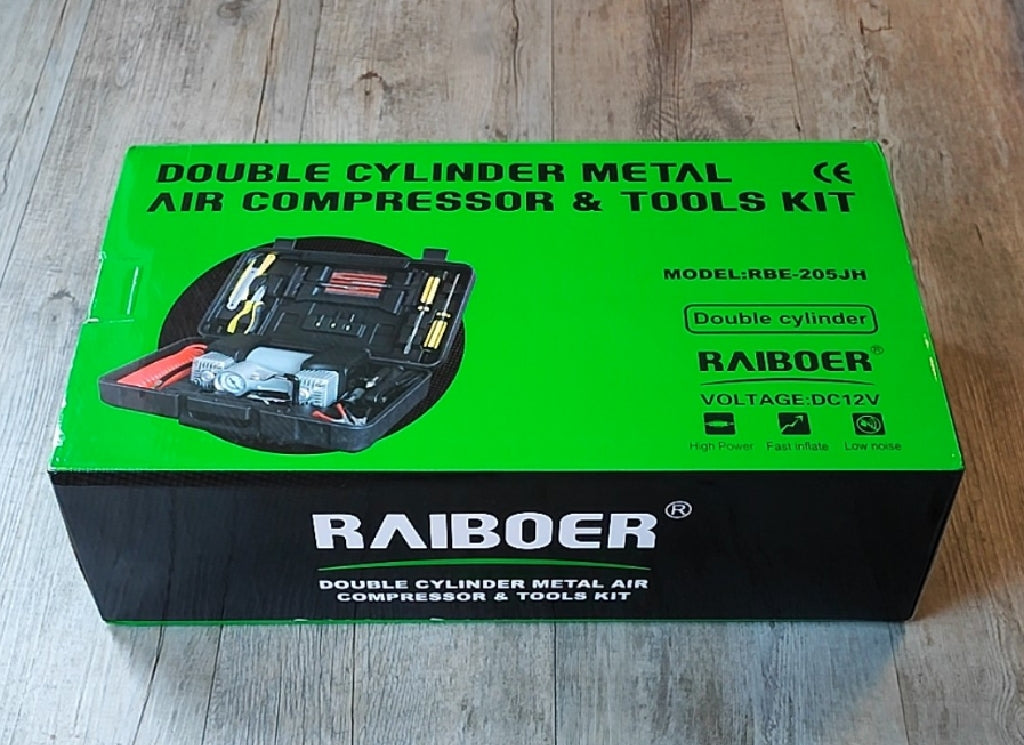 DOUBLE CYLINDER METAL
CE
AIR COMPRESSOR & TOOLS KIT
MODEL:RBE-205JH
Double cylinder
RAIBOER®
VOLTAGE:DC12V
High Power Fast inflate Low noise
RAIBOER®
DOUBLE CYLINDER METAL AIR
COMPRESSOR & TOOLS KIT